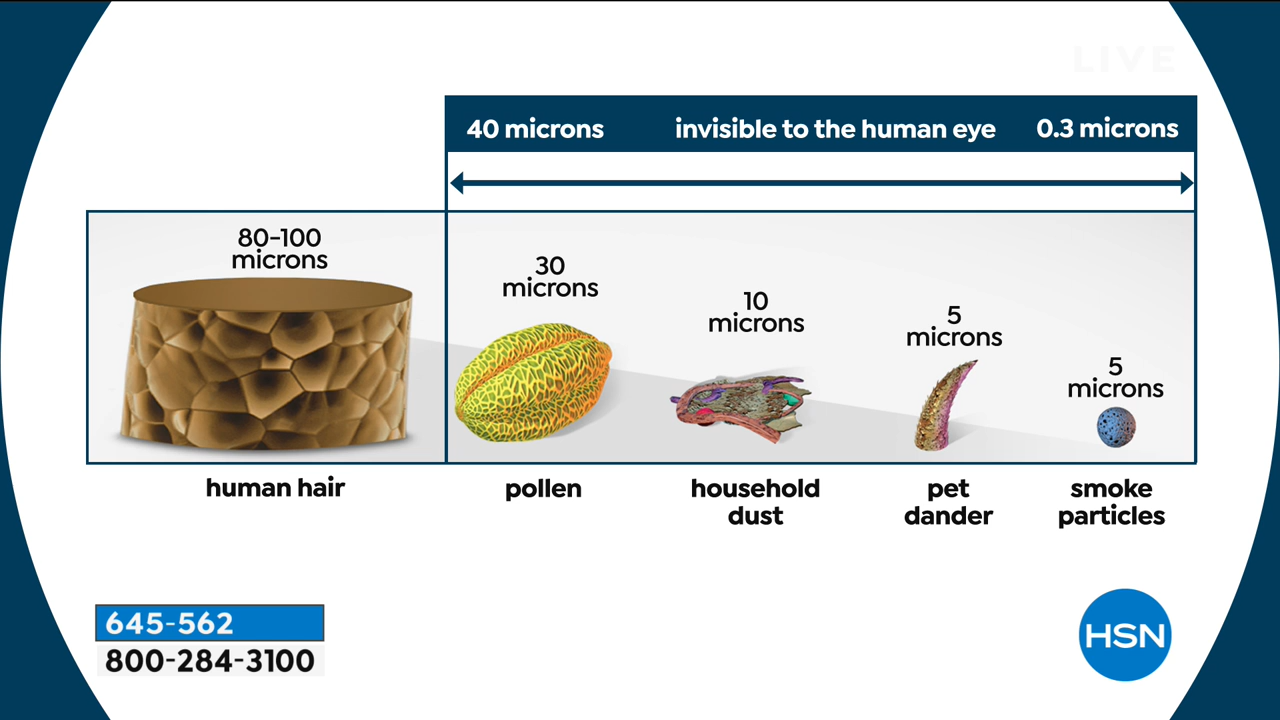 LIVE
40 microns invisible to the human eye 0.3 microns
80-100
microns
30
microns
10
microns
5
microns
5
microns
human hair
pollen
household
dust
pet
dander
smoke
particles
645-562
800-284-3100
HSN